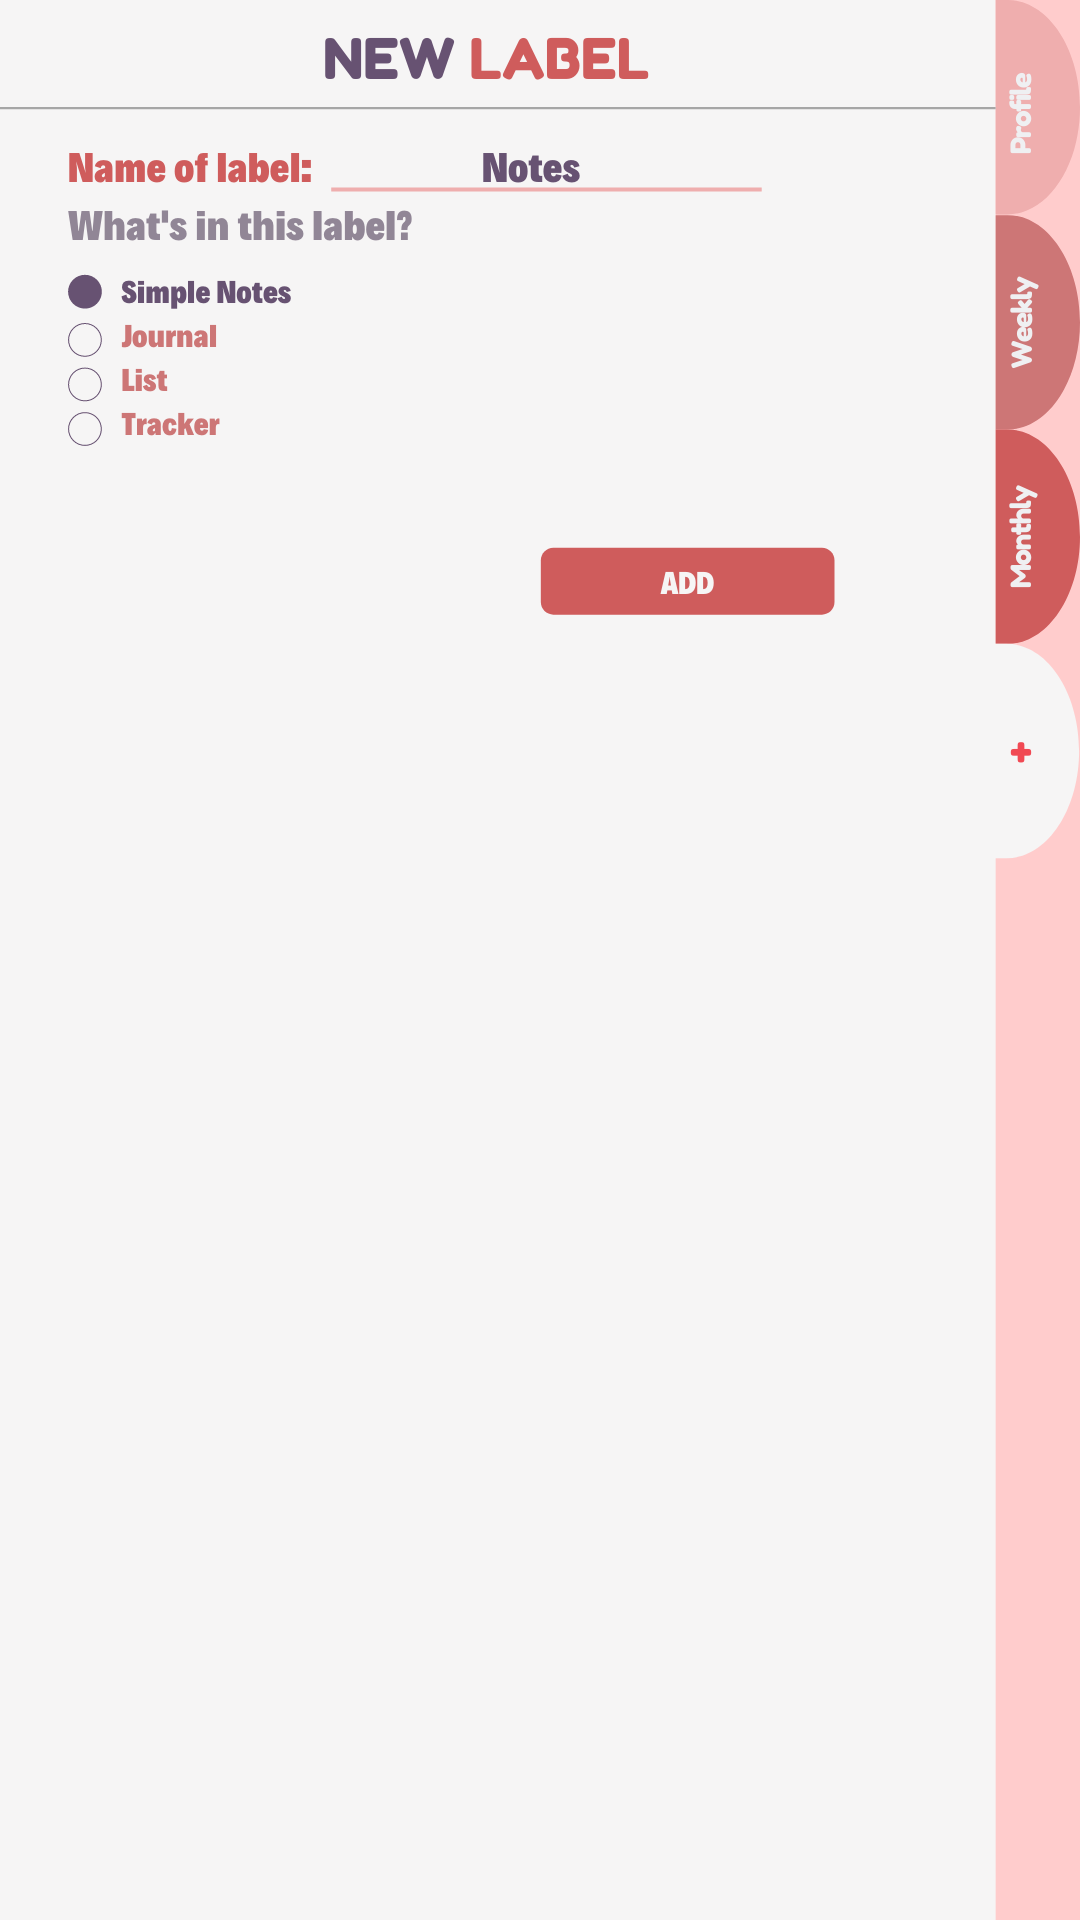 NEW LABEL
Name of label: Notes
What's in this label?
Simple Notes
Journal
List
Tracker
ADD
Profile
Weekly
Monthly
+